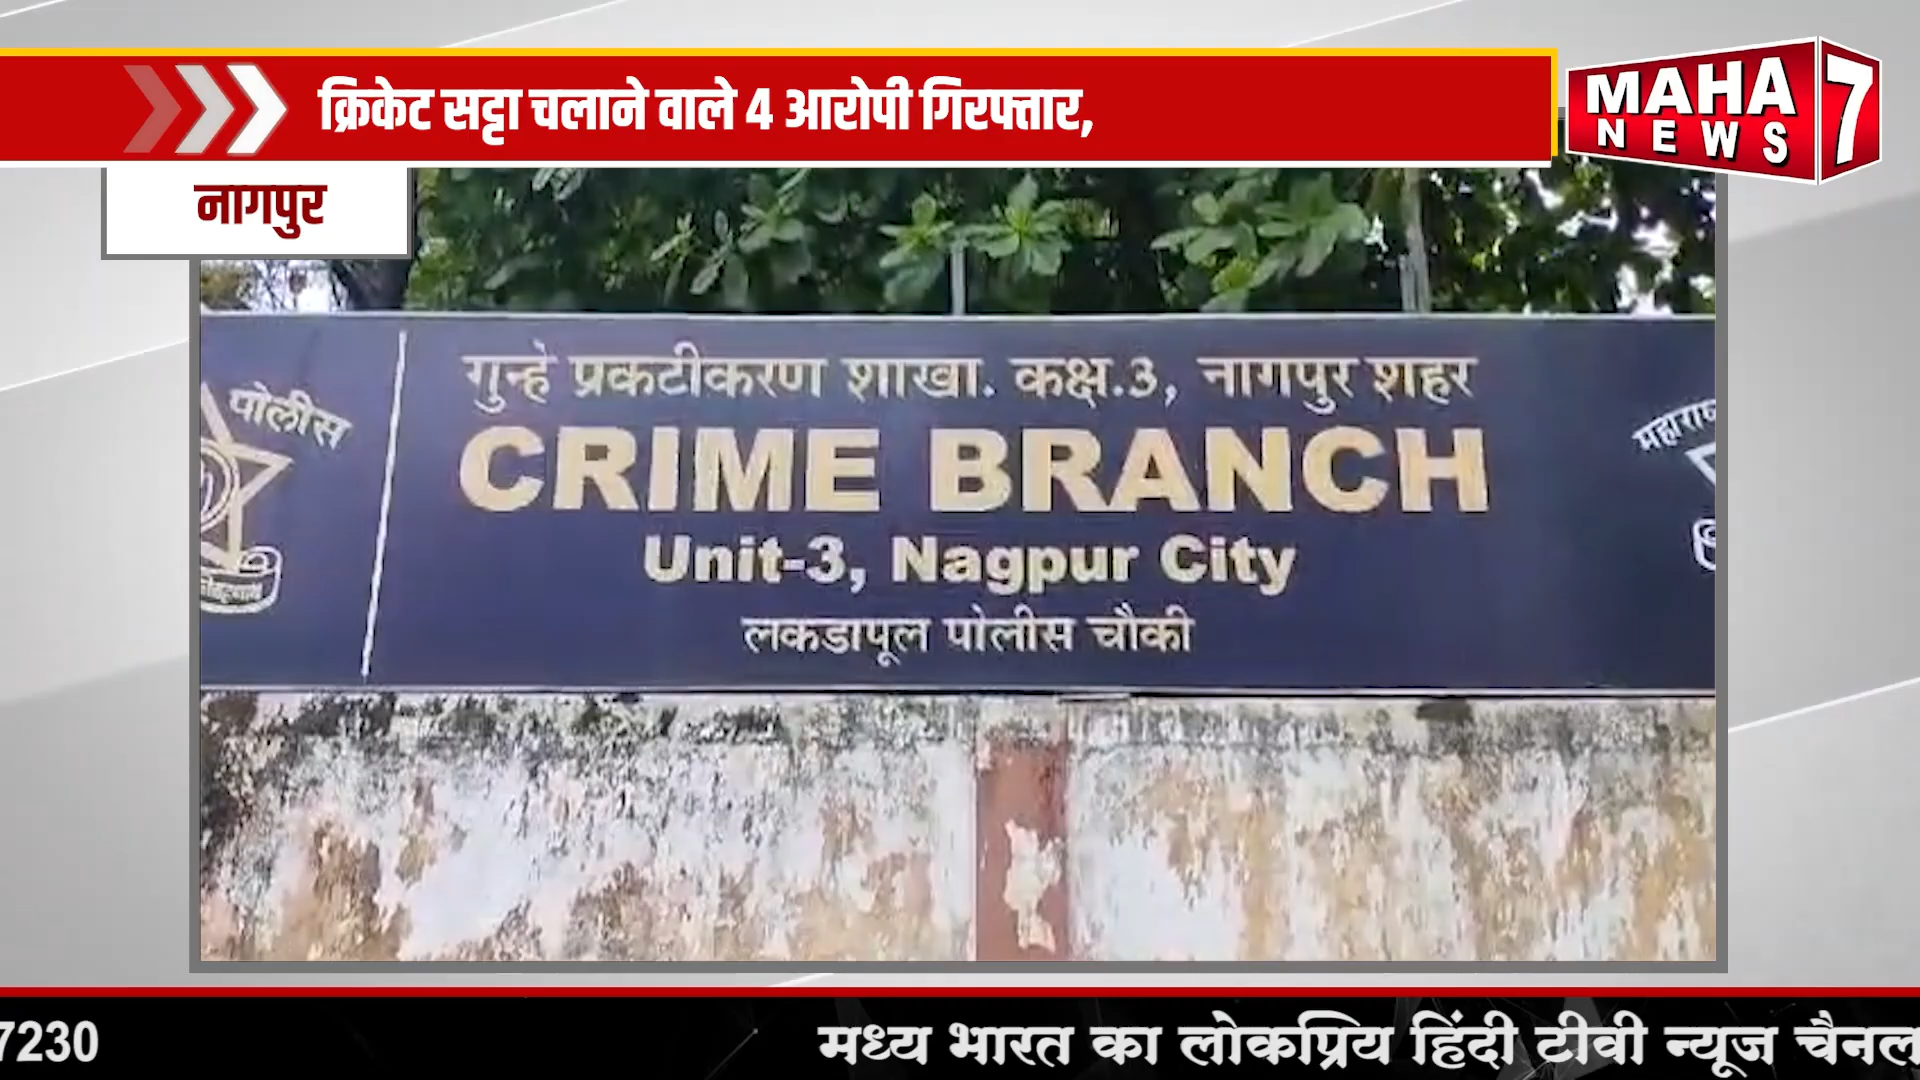 क्रिकेट सट्टा चलाने वाले 4 आरोपी गिरफ्तार,
MAHA
NEWS
7
नागपुर
गुन्हे प्रकटीकरण शाखा. कक्ष.3, नागपुर शहर
पोलीस
CRIME BRANCH
Unit-3, Nagpur City
लकडापूल पोलीस चौकी
7230
मध्य भारत का लोकप्रिय हिंदी टीवी न्यूज चैनल